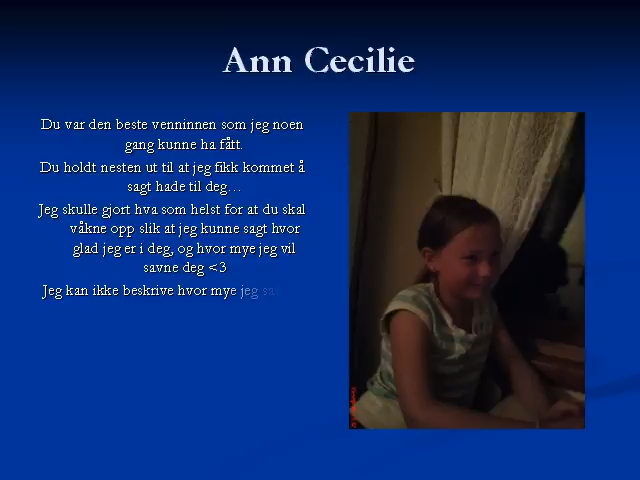 Ann Cecilie
Du var den beste venninnen som jeg noen
gang kunne ha fått.
Du holdt nesten ut til at jeg fikk kommet å
sagt hade til deg…
Jeg skulle gjort hva som helst for at du skal
våkne opp slik at jeg kunne sagt hvor
glad jeg er i deg, og hvor mye jeg vil
savne deg <3
Jeg kan ikke beskrive hvor mye jeg